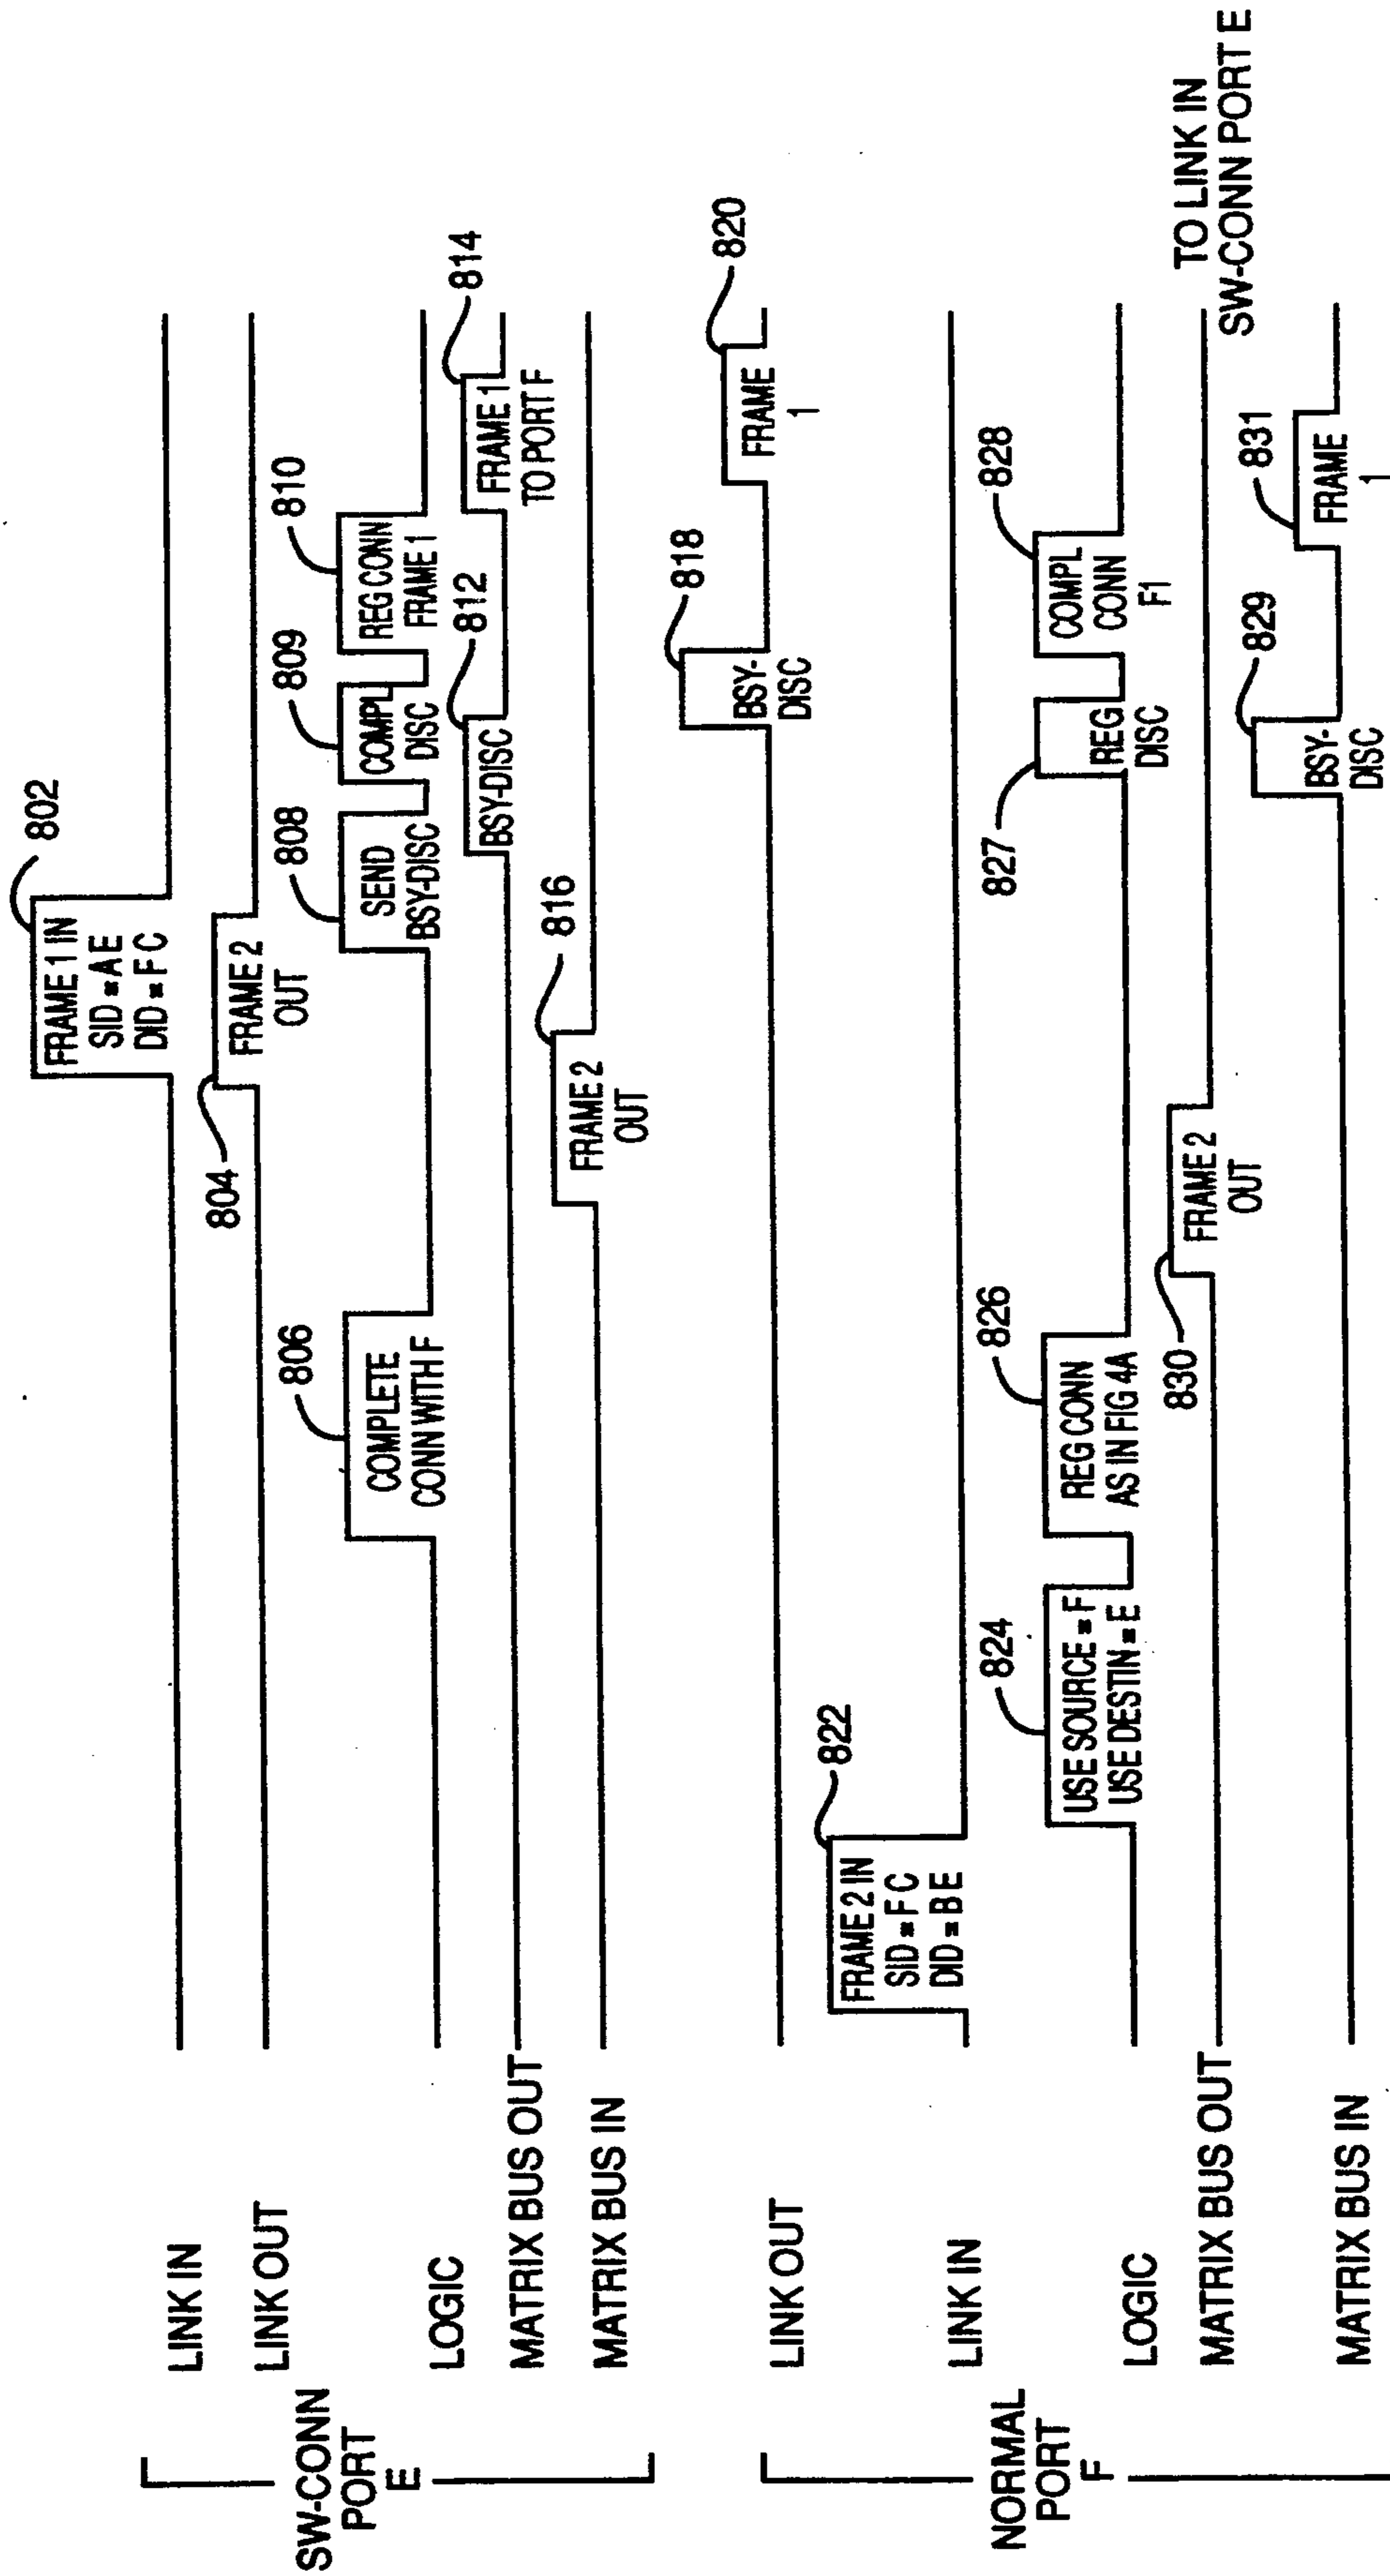 SW-CONN
PORT
E
LINK IN
FRAME 1 IN
SID = A E
DID = F C
802
LINK OUT
804
FRAME 2
OUT
LOGIC
806
COMPLETE
CONN WITH F
808
SEND
BSY-DISC
809
COMPL
DISC
810
REG CONN
FRAME 1
MATRIX BUS OUT
812
BSY-DISC
814
FRAME 1
TO PORT F
MATRIX BUS IN
816
FRAME 2
OUT
NORMAL
PORT
F
LINK OUT
818
BSY-
DISC
820
FRAME
1
LINK IN
822
FRAME 2 IN
SID = F C
DID = B E
LOGIC
824
USE SOURCE = F
USE DESTIN = E
826
REG CONN
AS IN FIG 4A
827
REG
DISC
828
COMPL
CONN
F1
MATRIX BUS OUT
830
FRAME 2
OUT
TO LINK IN
SW-CONN PORT E
MATRIX BUS IN
829
BSY-
DISC
831
FRAME
1